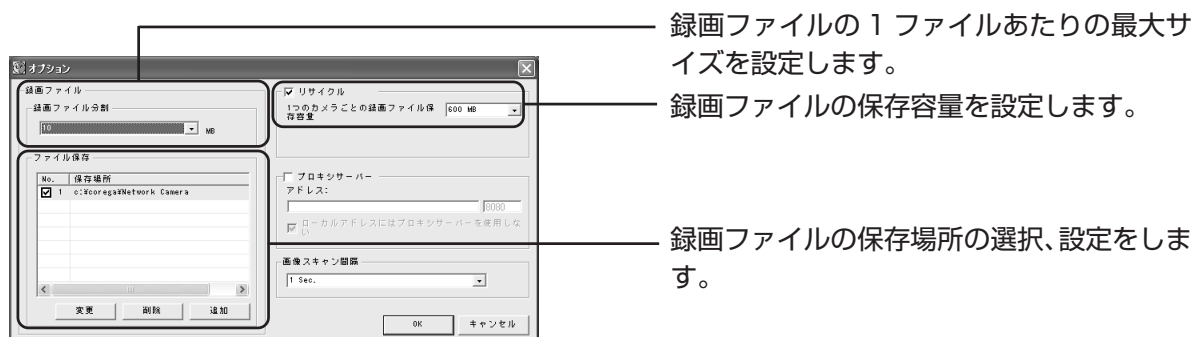 録画ファイルの 1 ファイルあたりの最大サ
イズを設定します。
録画ファイルの保存容量を設定します。
録画ファイルの保存場所の選択、設定をしま
す。
オプション
録画ファイル
録画ファイル分割
10
MB
ファイル保存
No.
保存場所
1
c:¥corega¥Network Camera
変更
削除
追加
リサイクル
1つのカメラごとの録画ファイル保
存容量
600 MB
プロキシサーバー
アドレス:
8080
ローカルアドレスにはプロキシサーバーを使用しな
い
画像スキャン間隔
1 Sec.
OK
キャンセル